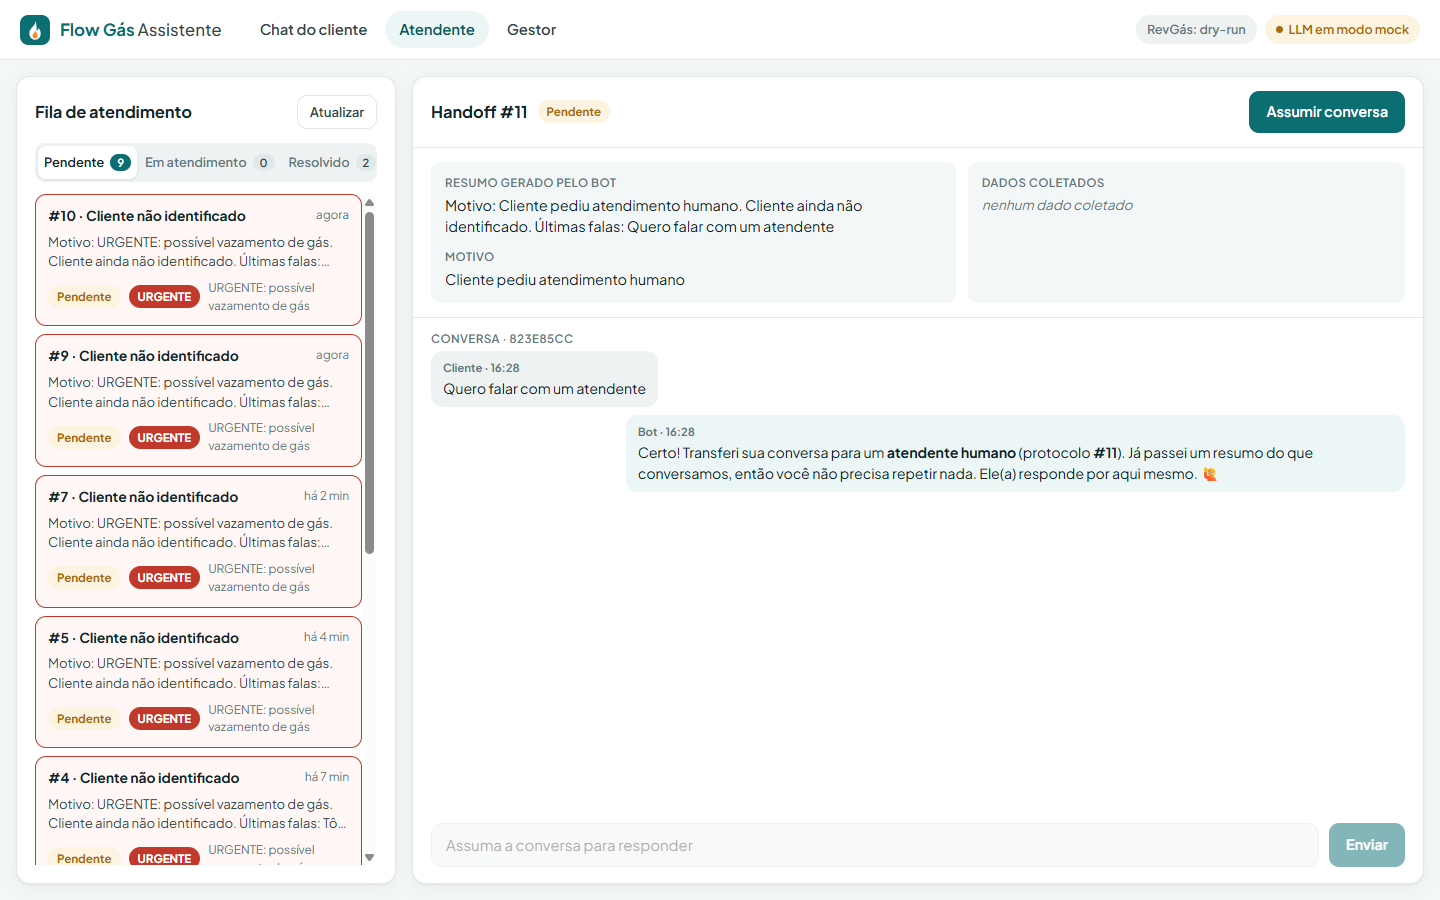 Flow Gás Assistente
Chat do cliente
Atendente
Gestor
RevGás: dry-run
LLM em modo mock
Fila de atendimento
Atualizar
Pendente 9
Em atendimento 0
Resolvido 2
#10 · Cliente não identificado
agora
Motivo: URGENTE: possível vazamento de gás.
Cliente ainda não identificado. Últimas falas:...
Pendente
URGENTE
URGENTE: possível
vazamento de gás
#9 · Cliente não identificado
agora
Motivo: URGENTE: possível vazamento de gás.
Cliente ainda não identificado. Últimas falas:...
Pendente
URGENTE
URGENTE: possível
vazamento de gás
#7 · Cliente não identificado
há 2 min
Motivo: URGENTE: possível vazamento de gás.
Cliente ainda não identificado. Últimas falas:...
Pendente
URGENTE
URGENTE: possível
vazamento de gás
#5 · Cliente não identificado
há 4 min
Motivo: URGENTE: possível vazamento de gás.
Cliente ainda não identificado. Últimas falas:...
Pendente
URGENTE
URGENTE: possível
vazamento de gás
#4 · Cliente não identificado
há 7 min
Motivo: URGENTE: possível vazamento de gás.
Cliente ainda não identificado. Últimas falas: Tô...
Pendente
URGENTE
URGENTE: possível
Handoff #11
Pendente
Assumir conversa
RESUMO GERADO PELO BOT
Motivo: Cliente pediu atendimento humano. Cliente ainda não
identificado. Últimas falas: Quero falar com um atendente
MOTIVO
Cliente pediu atendimento humano
DADOS COLETADOS
nenhum dado coletado
CONVERSA · 823E85CC
Cliente · 16:28
Quero falar com um atendente
Bot · 16:28
Certo! Transferi sua conversa para um atendente humano (protocolo #11). Já passei um resumo do que
conversamos, então você não precisa repetir nada. Ele(a) responde por aqui mesmo.
Assuma a conversa para responder
Enviar